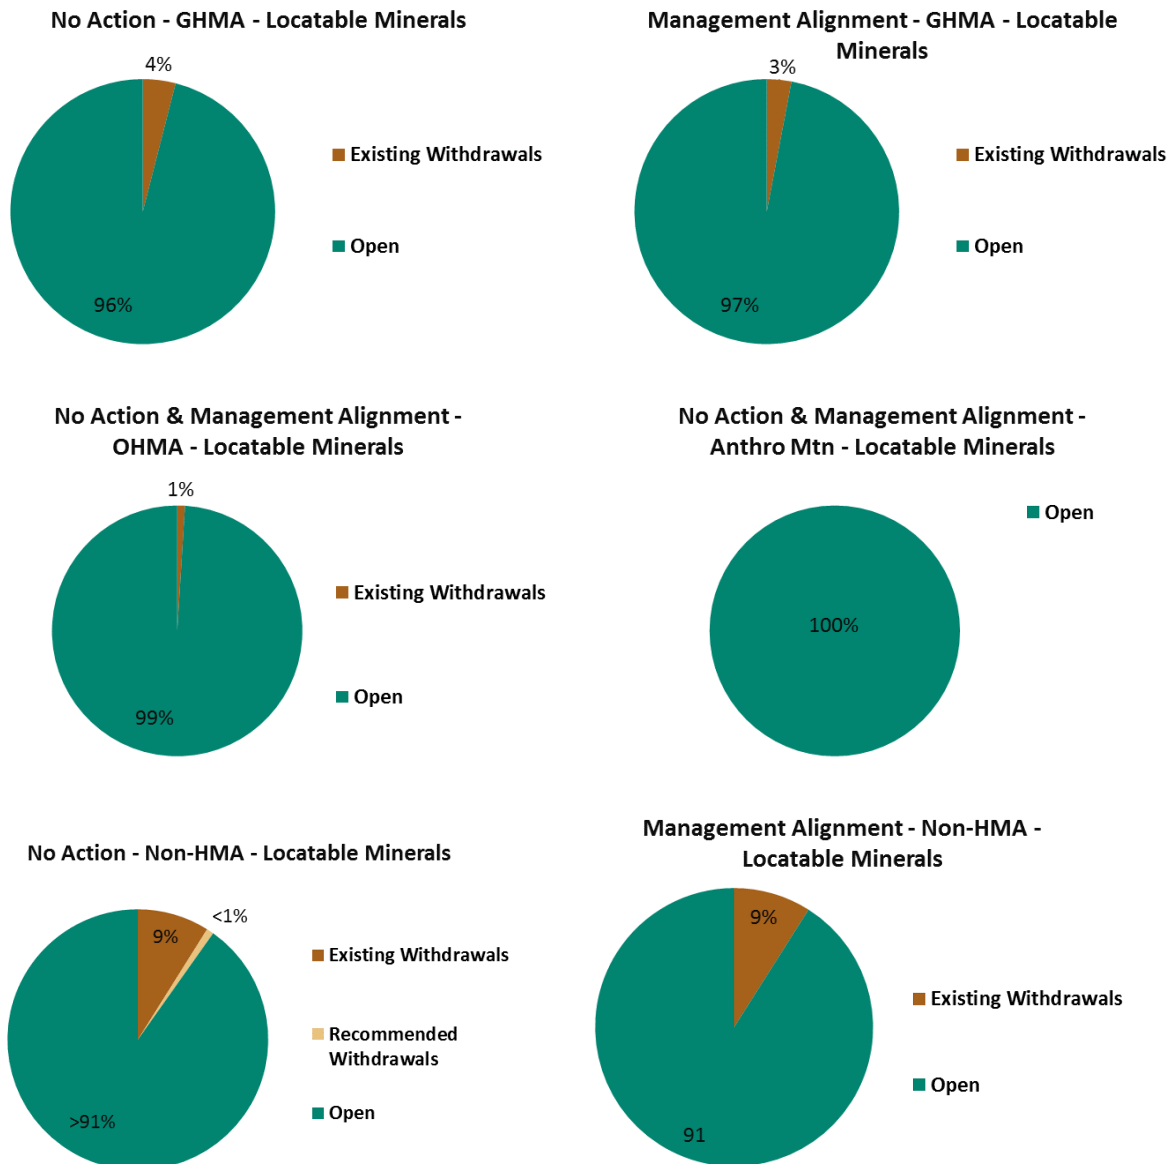 No Action - GHMA - Locatable Minerals
4%
Existing Withdrawals
Open
96%
Management Alignment - GHMA - Locatable
Minerals
3%
Existing Withdrawals
Open
97%
No Action & Management Alignment -
OHMA - Locatable Minerals
1%
Existing Withdrawals
Open
99%
No Action & Management Alignment -
Anthro Mtn - Locatable Minerals
Open
100%
No Action - Non-HMA - Locatable Minerals
<1%
9%
Existing Withdrawals
Recommended
Withdrawals
Open
>91%
Management Alignment - Non-HMA -
Locatable Minerals
9%
Existing Withdrawals
Open
91